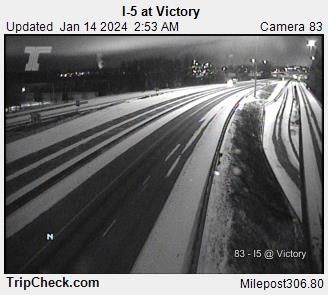 I-5 at Victory
Updated Jan 14 2024 2:53 AM Camera 83
T
N
83 - I5 @ Victory
TripCheck.com Milepost306.80